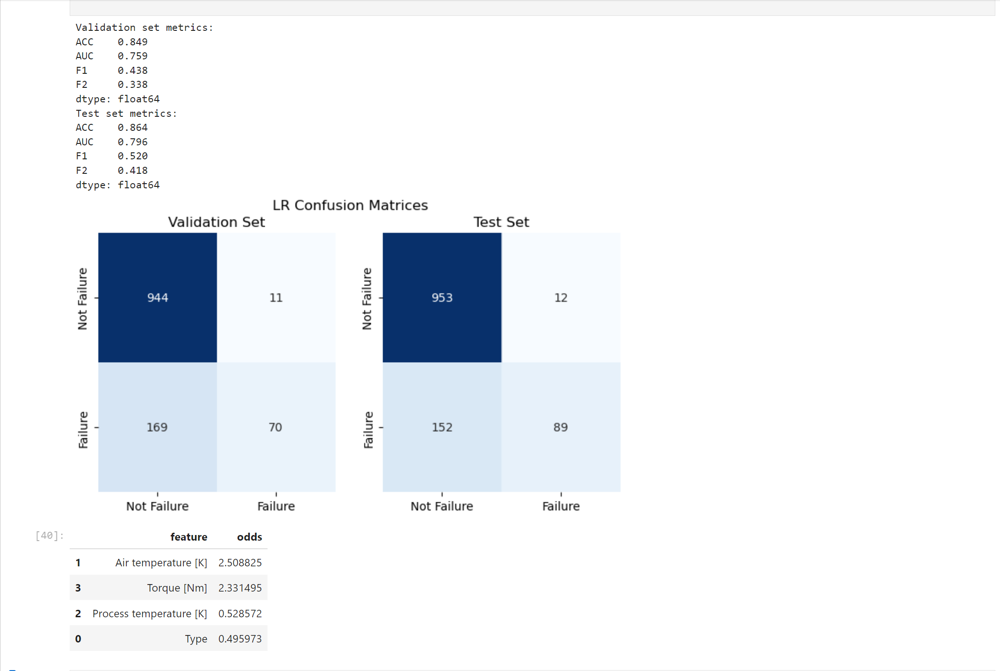 Validation set metrics:
ACC    0.849
AUC    0.759
F1     0.438
F2     0.338
dtype: float64
Test set metrics:
ACC    0.864
AUC    0.796
F1     0.520
F2     0.418
dtype: float64
LR Confusion Matrices
Validation Set
Not Failure
944 11
Failure
169 70
Not Failure Failure
Test Set
Not Failure
953 12
Failure
152 89
Not Failure Failure
[40]:
feature odds
1 Air temperature [K] 2.508825
3 Torque [Nm] 2.331495
2 Process temperature [K] 0.528572
0 Type 0.495973